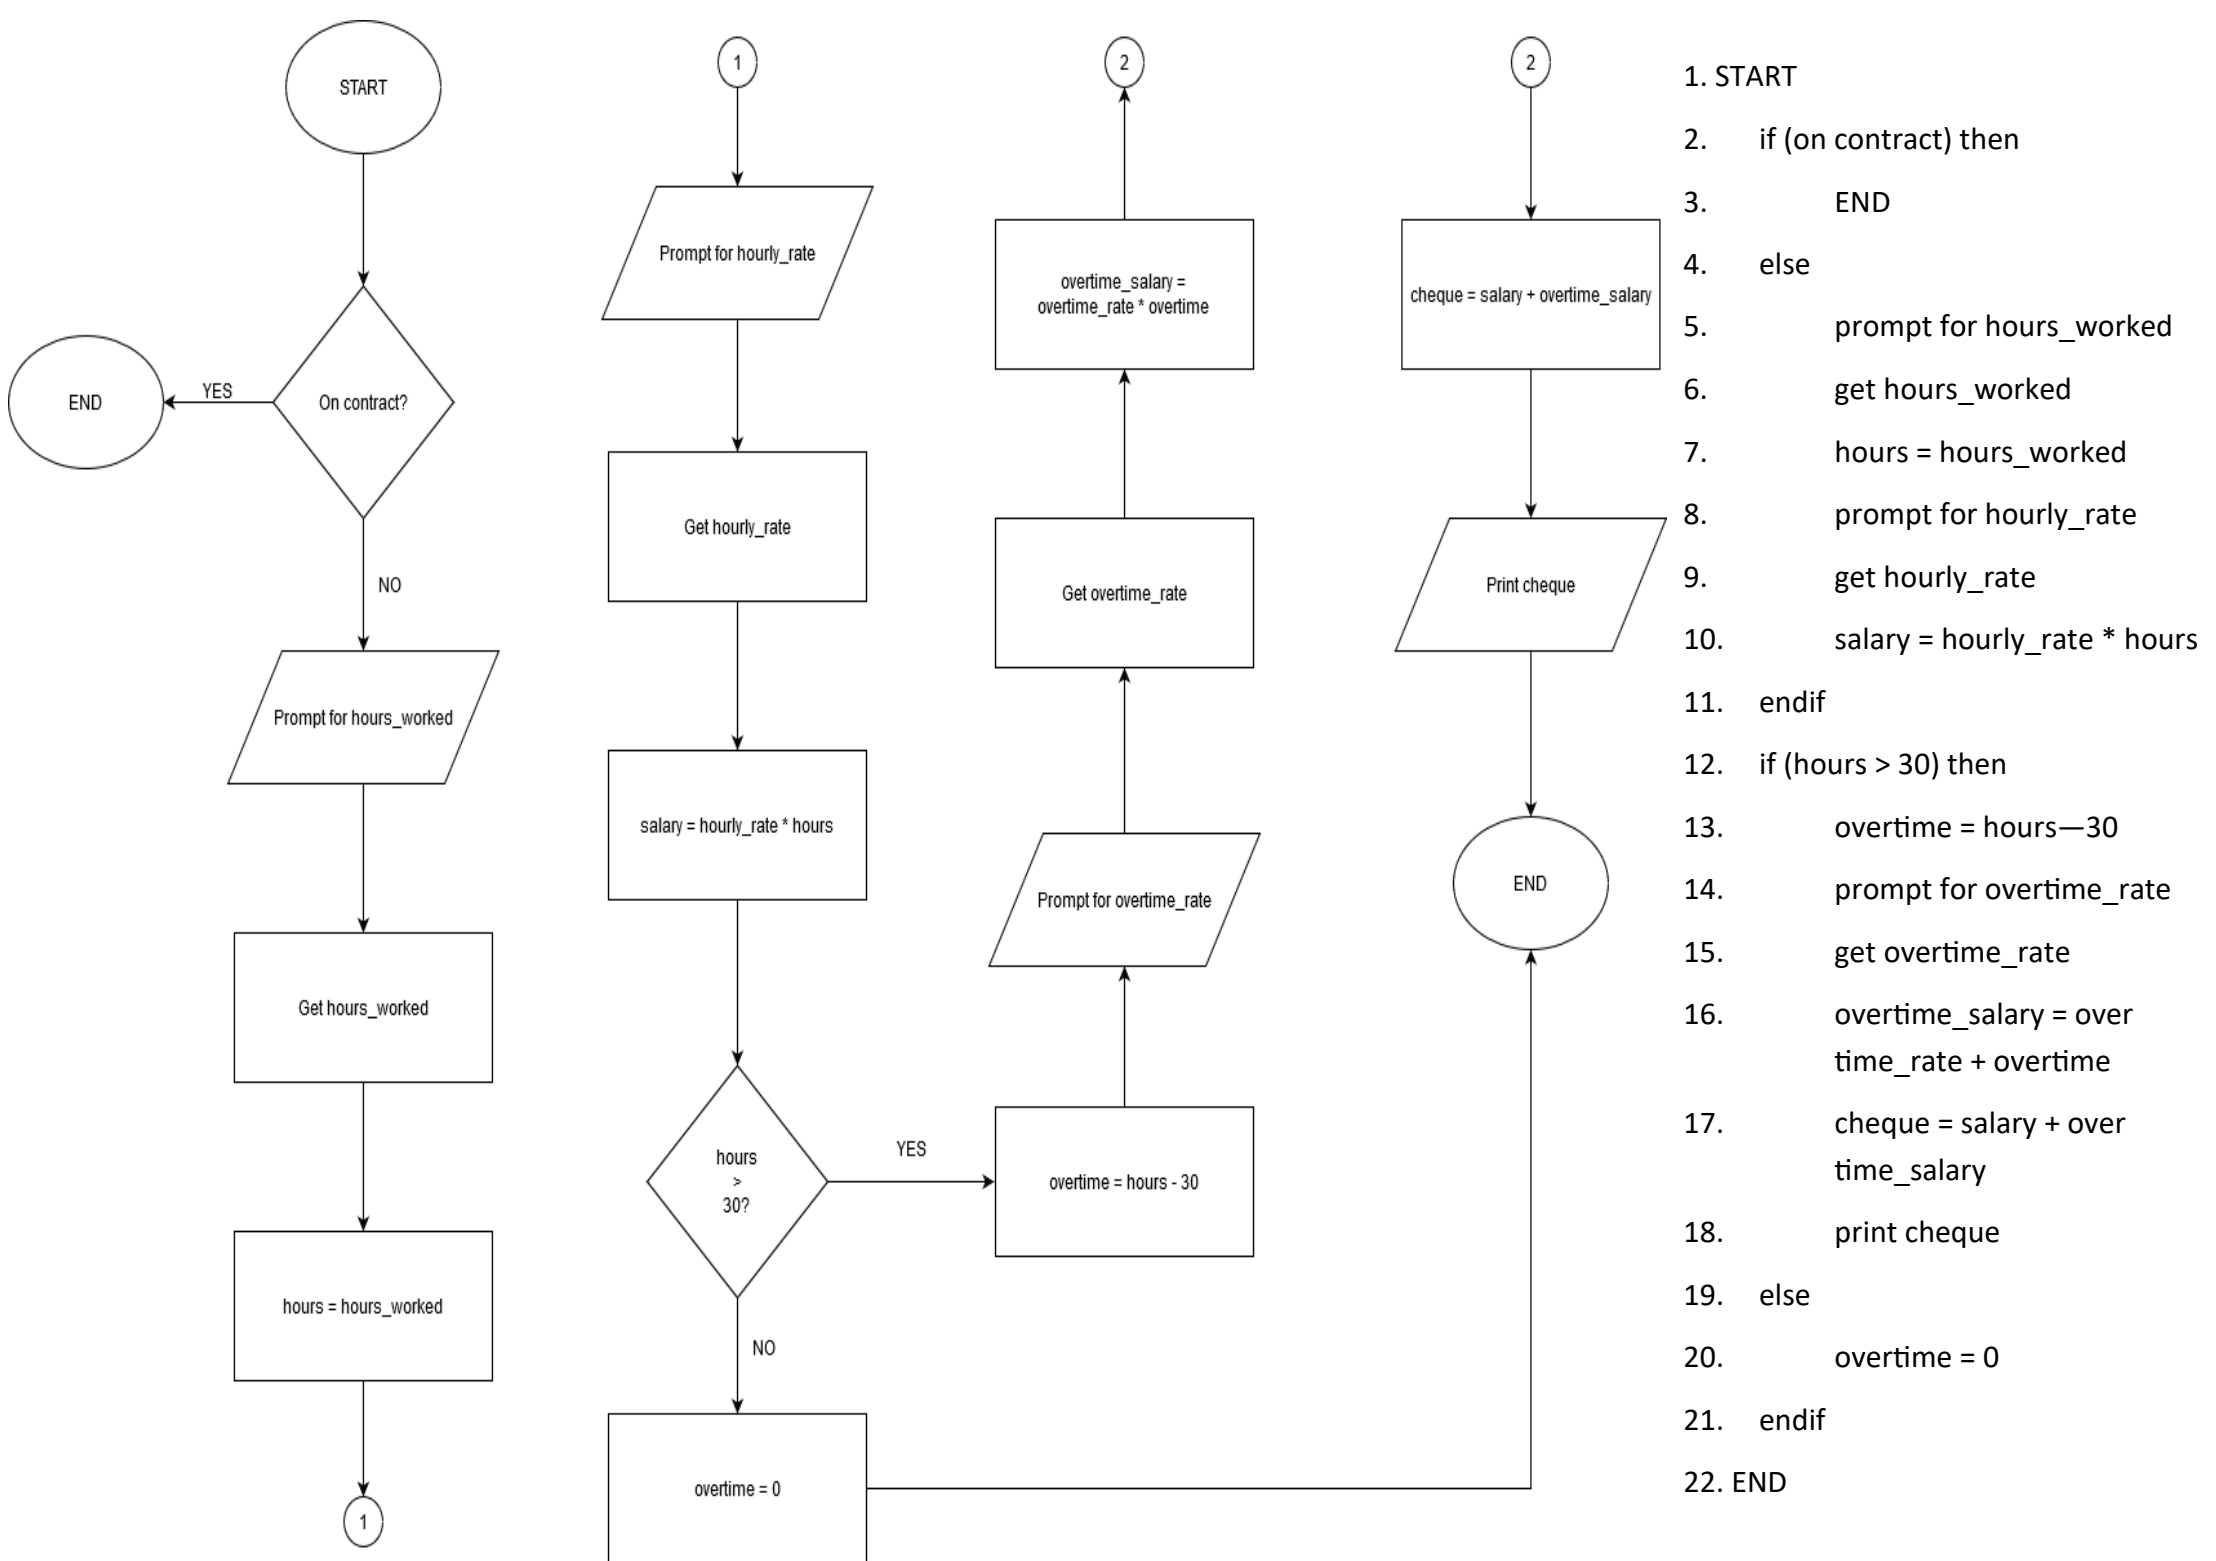 START
On contract?
YES
END
NO
Prompt for hours_worked
Get hours_worked
hours = hours_worked
1
1
Prompt for hourly_rate
Get hourly_rate
salary = hourly_rate * hours
hours
>
30?
YES
NO
overtime = 0
overtime = hours - 30
Prompt for overtime_rate
Get overtime_rate
overtime_salary =
overtime_rate * overtime
2
2
cheque = salary + overtime_salary
Print cheque
END
1. START
2. if (on contract) then
3. END
4. else
5. prompt for hours_worked
6. get hours_worked
7. hours = hours_worked
8. prompt for hourly_rate
9. get hourly_rate
10. salary = hourly_rate * hours
11. endif
12. if (hours > 30) then
13. overtime = hours—30
14. prompt for overtime_rate
15. get overtime_rate
16. overtime_salary = over
time_rate + overtime
17. cheque = salary + over
time_salary
18. print cheque
19. else
20. overtime = 0
21. endif
22. END